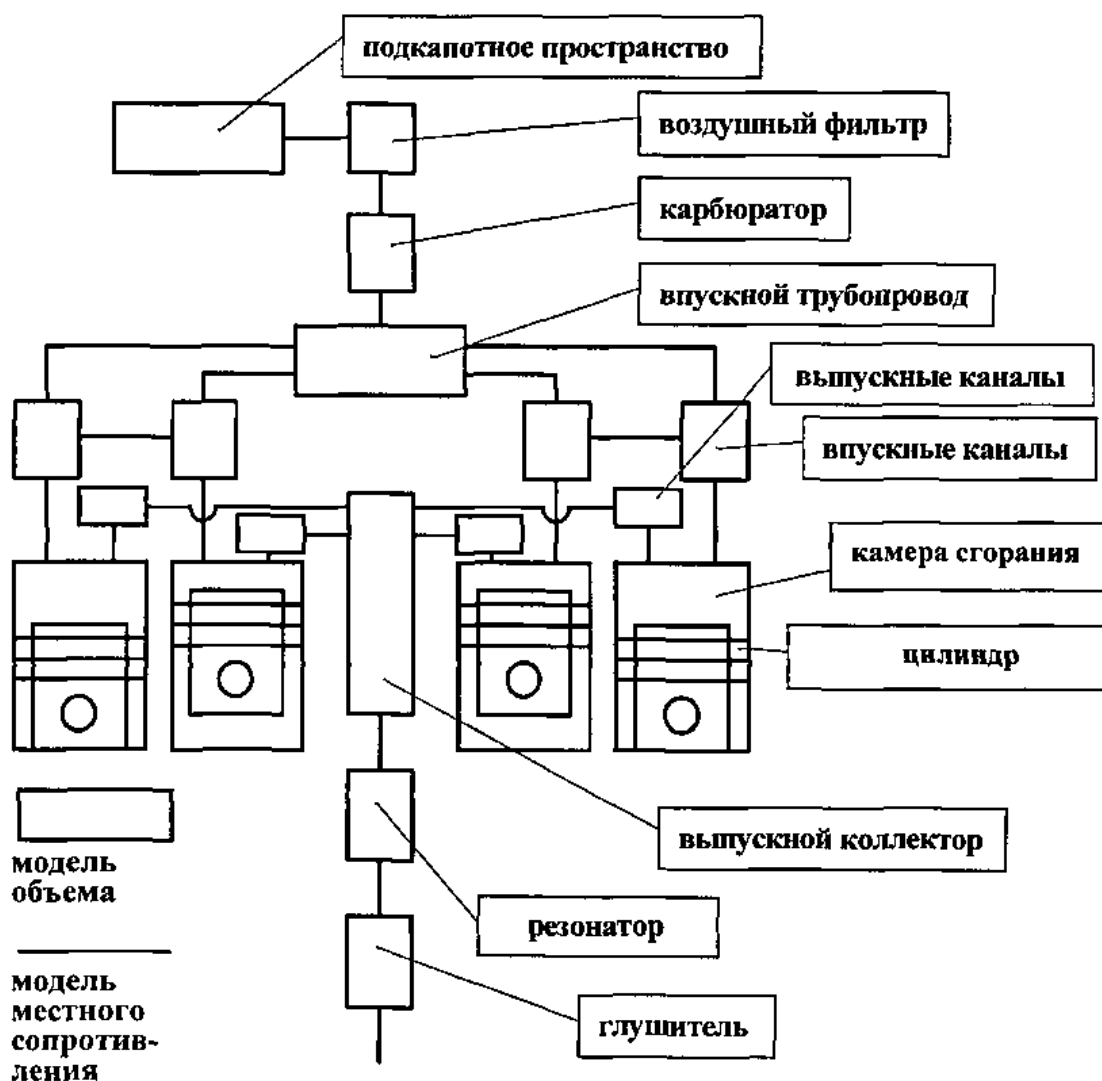 подкапотное пространство
воздушный фильтр
карбюратор
впускной трубопровод
выпускные каналы
впускные каналы
камера сгорания
цилиндр
выпускной коллектор
резонатор
глушитель
модель
объема
модель
местного
сопротив-
ления